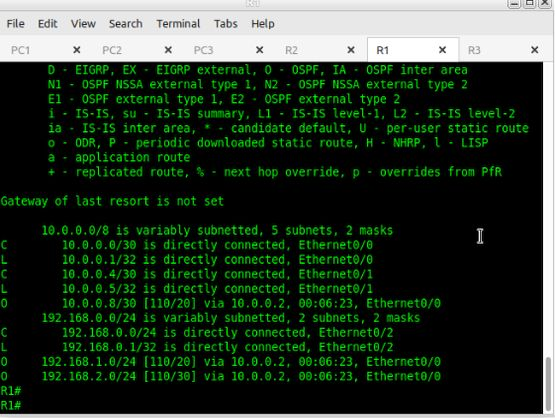 R1
File Edit View Search Terminal Tabs Help
PC1 × PC2 × PC3 × R2 × R1 × R3 ×
D - EIGRP, EX - EIGRP external, O - OSPF, IA - OSPF inter area
N1 - OSPF NSSA external type 1, N2 - OSPF NSSA external type 2
E1 - OSPF external type 1, E2 - OSPF external type 2
i - IS-IS, su - IS-IS summary, L1 - IS-IS level-1, L2 - IS-IS level-2
ia - IS-IS inter area, * - candidate default, U - per-user static route
o - ODR, P - periodic downloaded static route, H - NHRP, l - LISP
a - application route
+ - replicated route, % - next hop override, p - overrides from PfR
Gateway of last resort is not set
10.0.0.0/8 is variably subnetted, 5 subnets, 2 masks
C 10.0.0.0/30 is directly connected, Ethernet0/0
L 10.0.0.1/32 is directly connected, Ethernet0/0
C 10.0.0.4/30 is directly connected, Ethernet0/1
L 10.0.0.5/32 is directly connected, Ethernet0/1
O 10.0.0.8/30 [110/20] via 10.0.0.2, 00:06:23, Ethernet0/0
192.168.0.0/24 is variably subnetted, 2 subnets, 2 masks
C 192.168.0.0/24 is directly connected, Ethernet0/2
L 192.168.0.1/32 is directly connected, Ethernet0/2
O 192.168.1.0/24 [110/20] via 10.0.0.2, 00:06:23, Ethernet0/0
O 192.168.2.0/24 [110/30] via 10.0.0.2, 00:06:23, Ethernet0/0
R1#
R1#